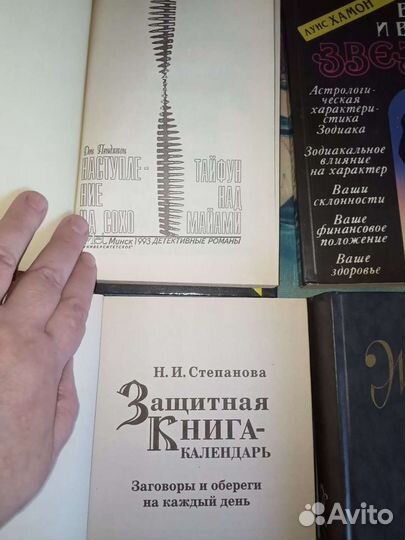 Дон Пендлтон
НАСТУПЛЕ-
НИЕ
НА СОХО
ТАЙФУН
НАД
МАЙАМИ
МИНСК 1993 ДЕТЕКТИВНЫЕ РОМАНЫ
УНИВЕРСИТЕТСКОЕ
ЛУИС ХАМОН
И В
ЗВЕЗ
Астрологи-
ческая
характери-
стика
Зодиака
Зодиакальное
влияние
на характер
Ваши
склонности
Ваше
финансовое
положение
Ваше
здоровье
Н. И. Степанова
Защитная
Книга-
календарь
Заговоры и обереги
на каждый день
Avito